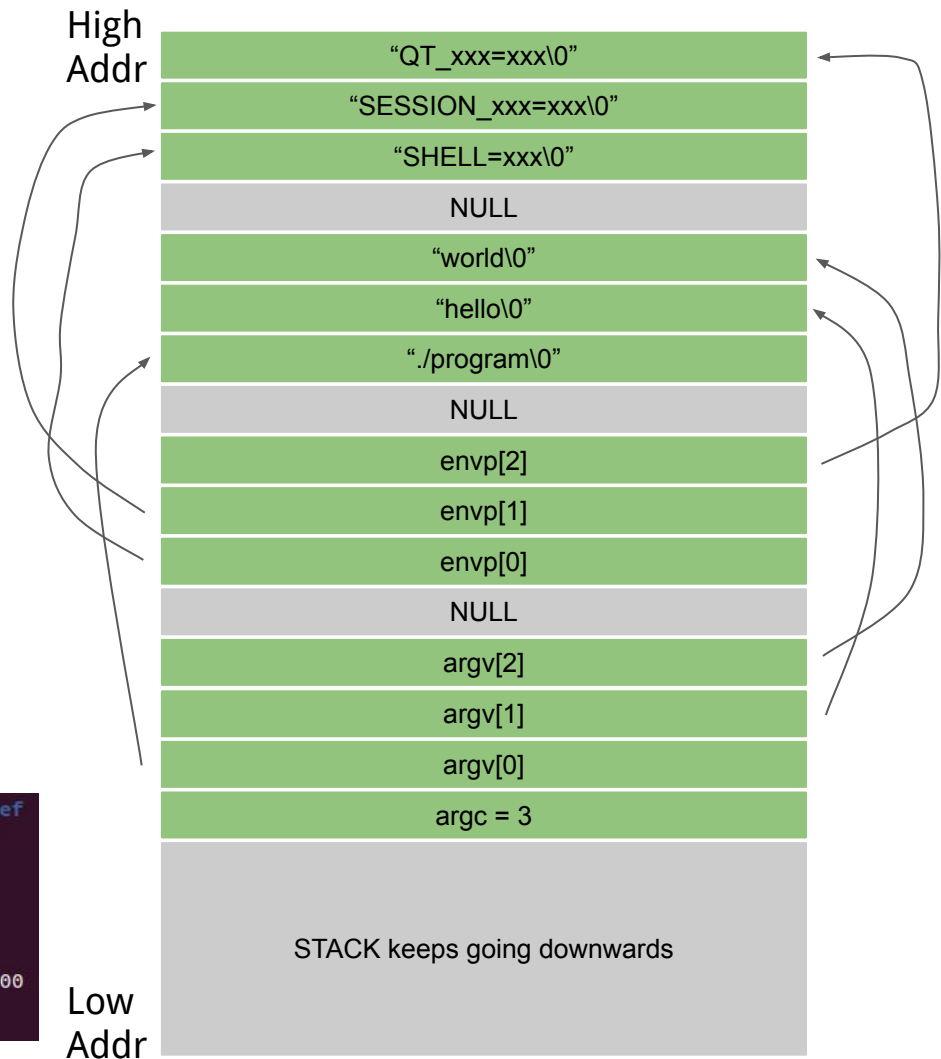 High
Addr
“QT_xxx=xxx\0”
“SESSION_xxx=xxx\0”
“SHELL=xxx\0”
NULL
“world\0”
“hello\0”
“./program\0”
NULL
envp[2]
envp[1]
envp[0]
NULL
argv[2]
argv[1]
argv[0]
argc = 3
STACK keeps going downwards
ef
00
Low
Addr